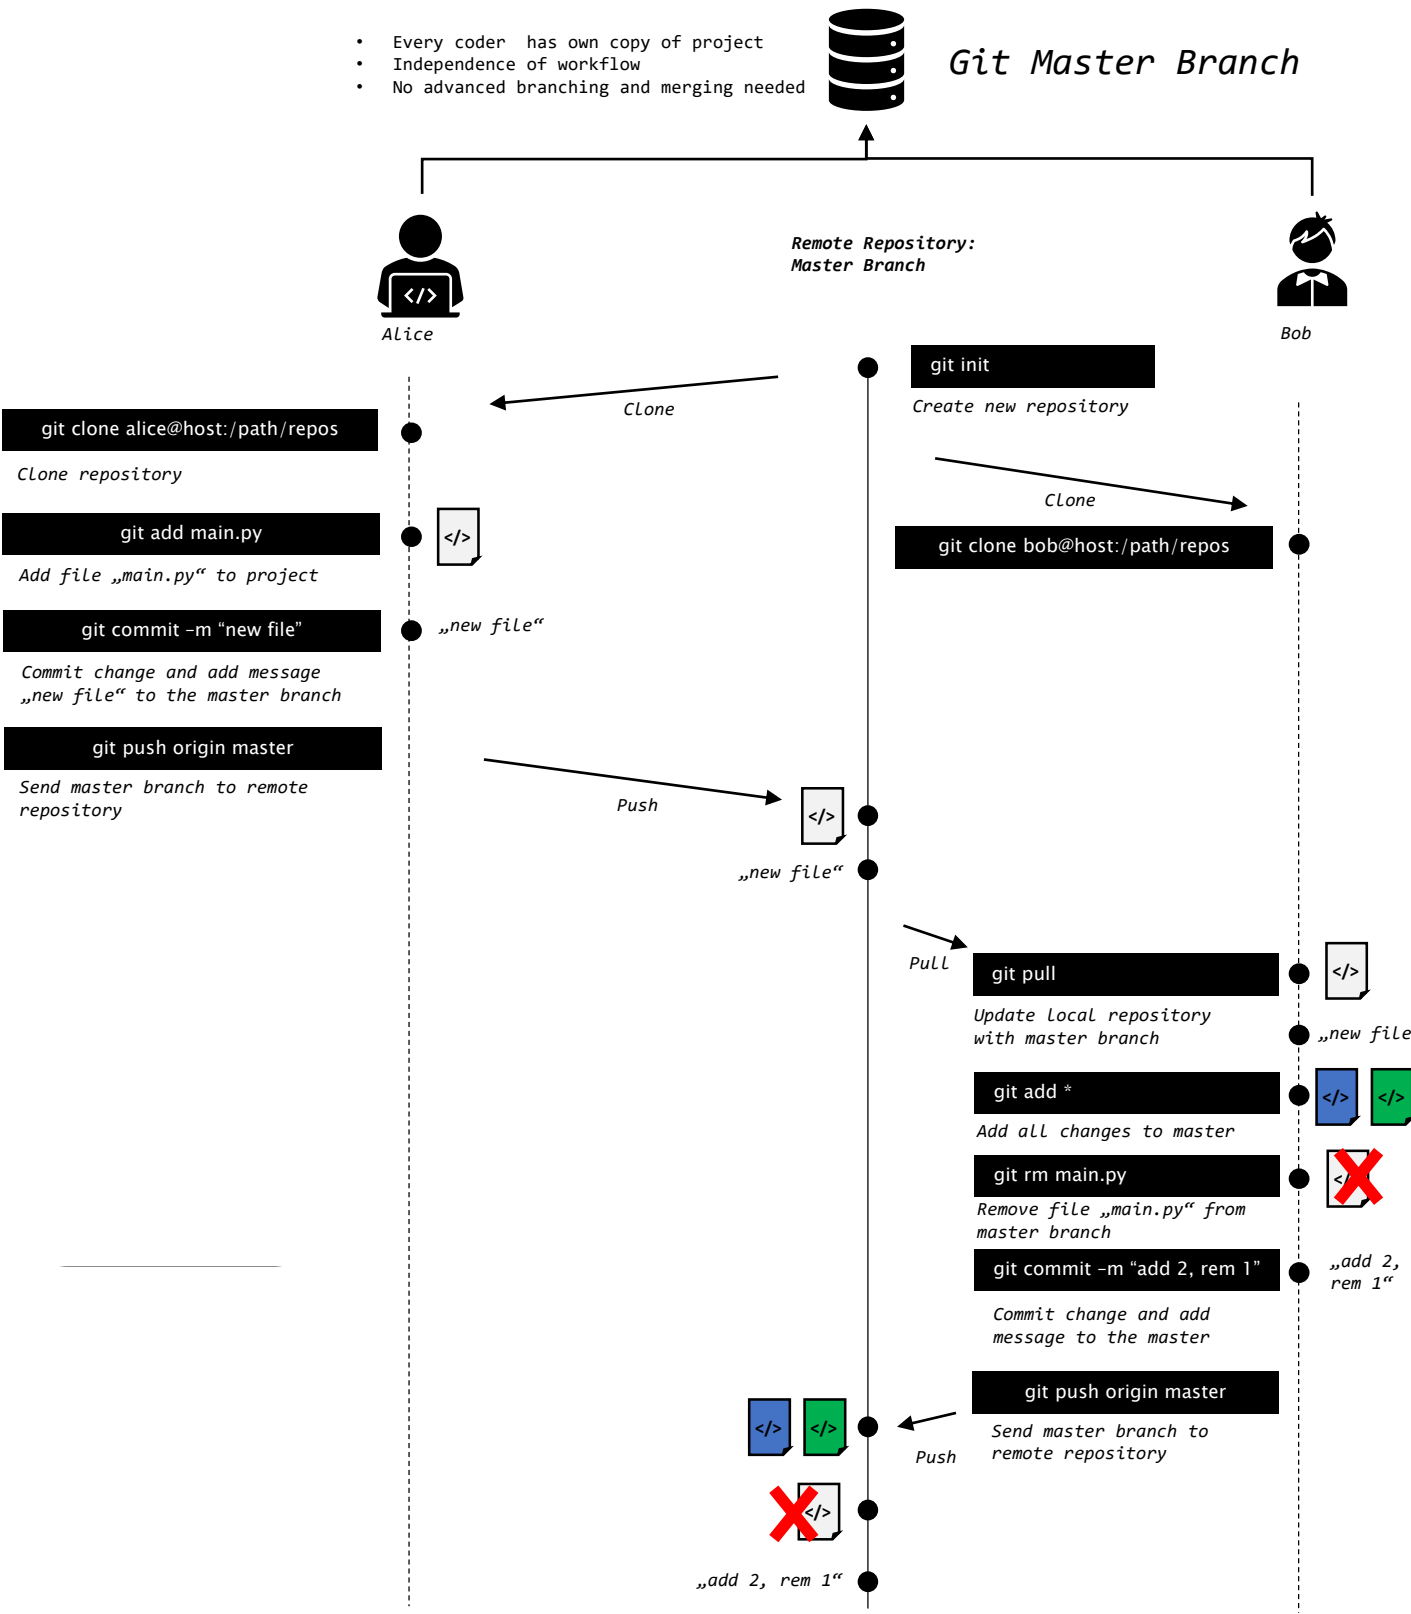 • Every coder  has own copy of project
• Independence of workflow
• No advanced branching and merging needed
Git Master Branch
Remote Repository:
Master Branch
</>
Alice
Bob
git init
Create new repository
Clone
git clone alice@host:/path/repos
Clone repository
Clone
git add main.py
</>
git clone bob@host:/path/repos
Add file „main.py“ to project
git commit –m “new file”
„new file“
Commit change and add message
„new file“ to the master branch
git push origin master
Send master branch to remote
repository
Push
</>
„new file“
Pull
git pull
</>
Update local repository
with master branch
„new file
git add *
</>
</>
Add all changes to master
git rm main.py
Remove file „main.py“ from
master branch
git commit –m “add 2, rem 1”
„add 2,
rem 1“
Commit change and add
message to the master
git push origin master
</>
</>
Push
Send master branch to
remote repository
</>
„add 2, rem 1“